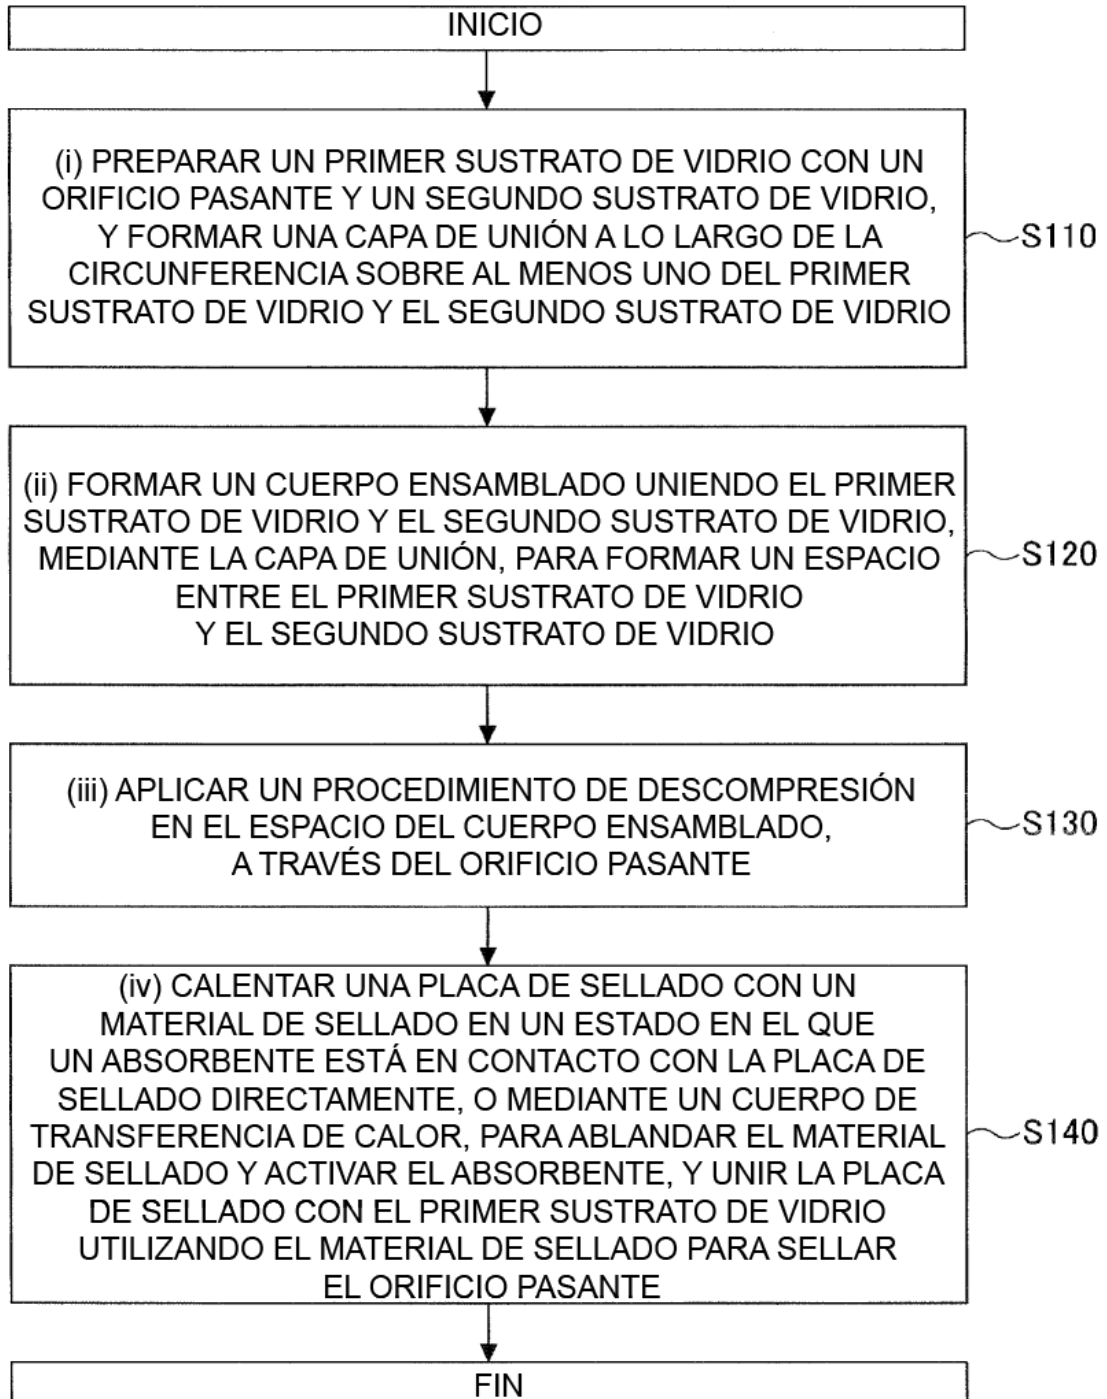 INICIO
(i) PREPARAR UN PRIMER SUSTRATO DE VIDRIO CON UN
ORIFICIO PASANTE Y UN SEGUNDO SUSTRATO DE VIDRIO,
Y FORMAR UNA CAPA DE UNIÓN A LO LARGO DE LA
CIRCUNFERENCIA SOBRE AL MENOS UNO DEL PRIMER
SUSTRATO DE VIDRIO Y EL SEGUNDO SUSTRATO DE VIDRIO
S110
(ii) FORMAR UN CUERPO ENSAMBLADO UNIENDO EL PRIMER
SUSTRATO DE VIDRIO Y EL SEGUNDO SUSTRATO DE VIDRIO,
MEDIANTE LA CAPA DE UNIÓN, PARA FORMAR UN ESPACIO
ENTRE EL PRIMER SUSTRATO DE VIDRIO
Y EL SEGUNDO SUSTRATO DE VIDRIO
S120
(iii) APLICAR UN PROCEDIMIENTO DE DESCOMPRESIÓN
EN EL ESPACIO DEL CUERPO ENSAMBLADO,
A TRAVÉS DEL ORIFICIO PASANTE
S130
(iv) CALENTAR UNA PLACA DE SELLADO CON UN
MATERIAL DE SELLADO EN UN ESTADO EN EL QUE
UN ABSORBENTE ESTÁ EN CONTACTO CON LA PLACA DE
SELLADO DIRECTAMENTE, O MEDIANTE UN CUERPO DE
TRANSFERENCIA DE CALOR, PARA ABLANDAR EL MATERIAL
DE SELLADO Y ACTIVAR EL ABSORBENTE, Y UNIR LA PLACA
DE SELLADO CON EL PRIMER SUSTRATO DE VIDRIO
UTILIZANDO EL MATERIAL DE SELLADO PARA SELLAR
EL ORIFICIO PASANTE
S140
FIN